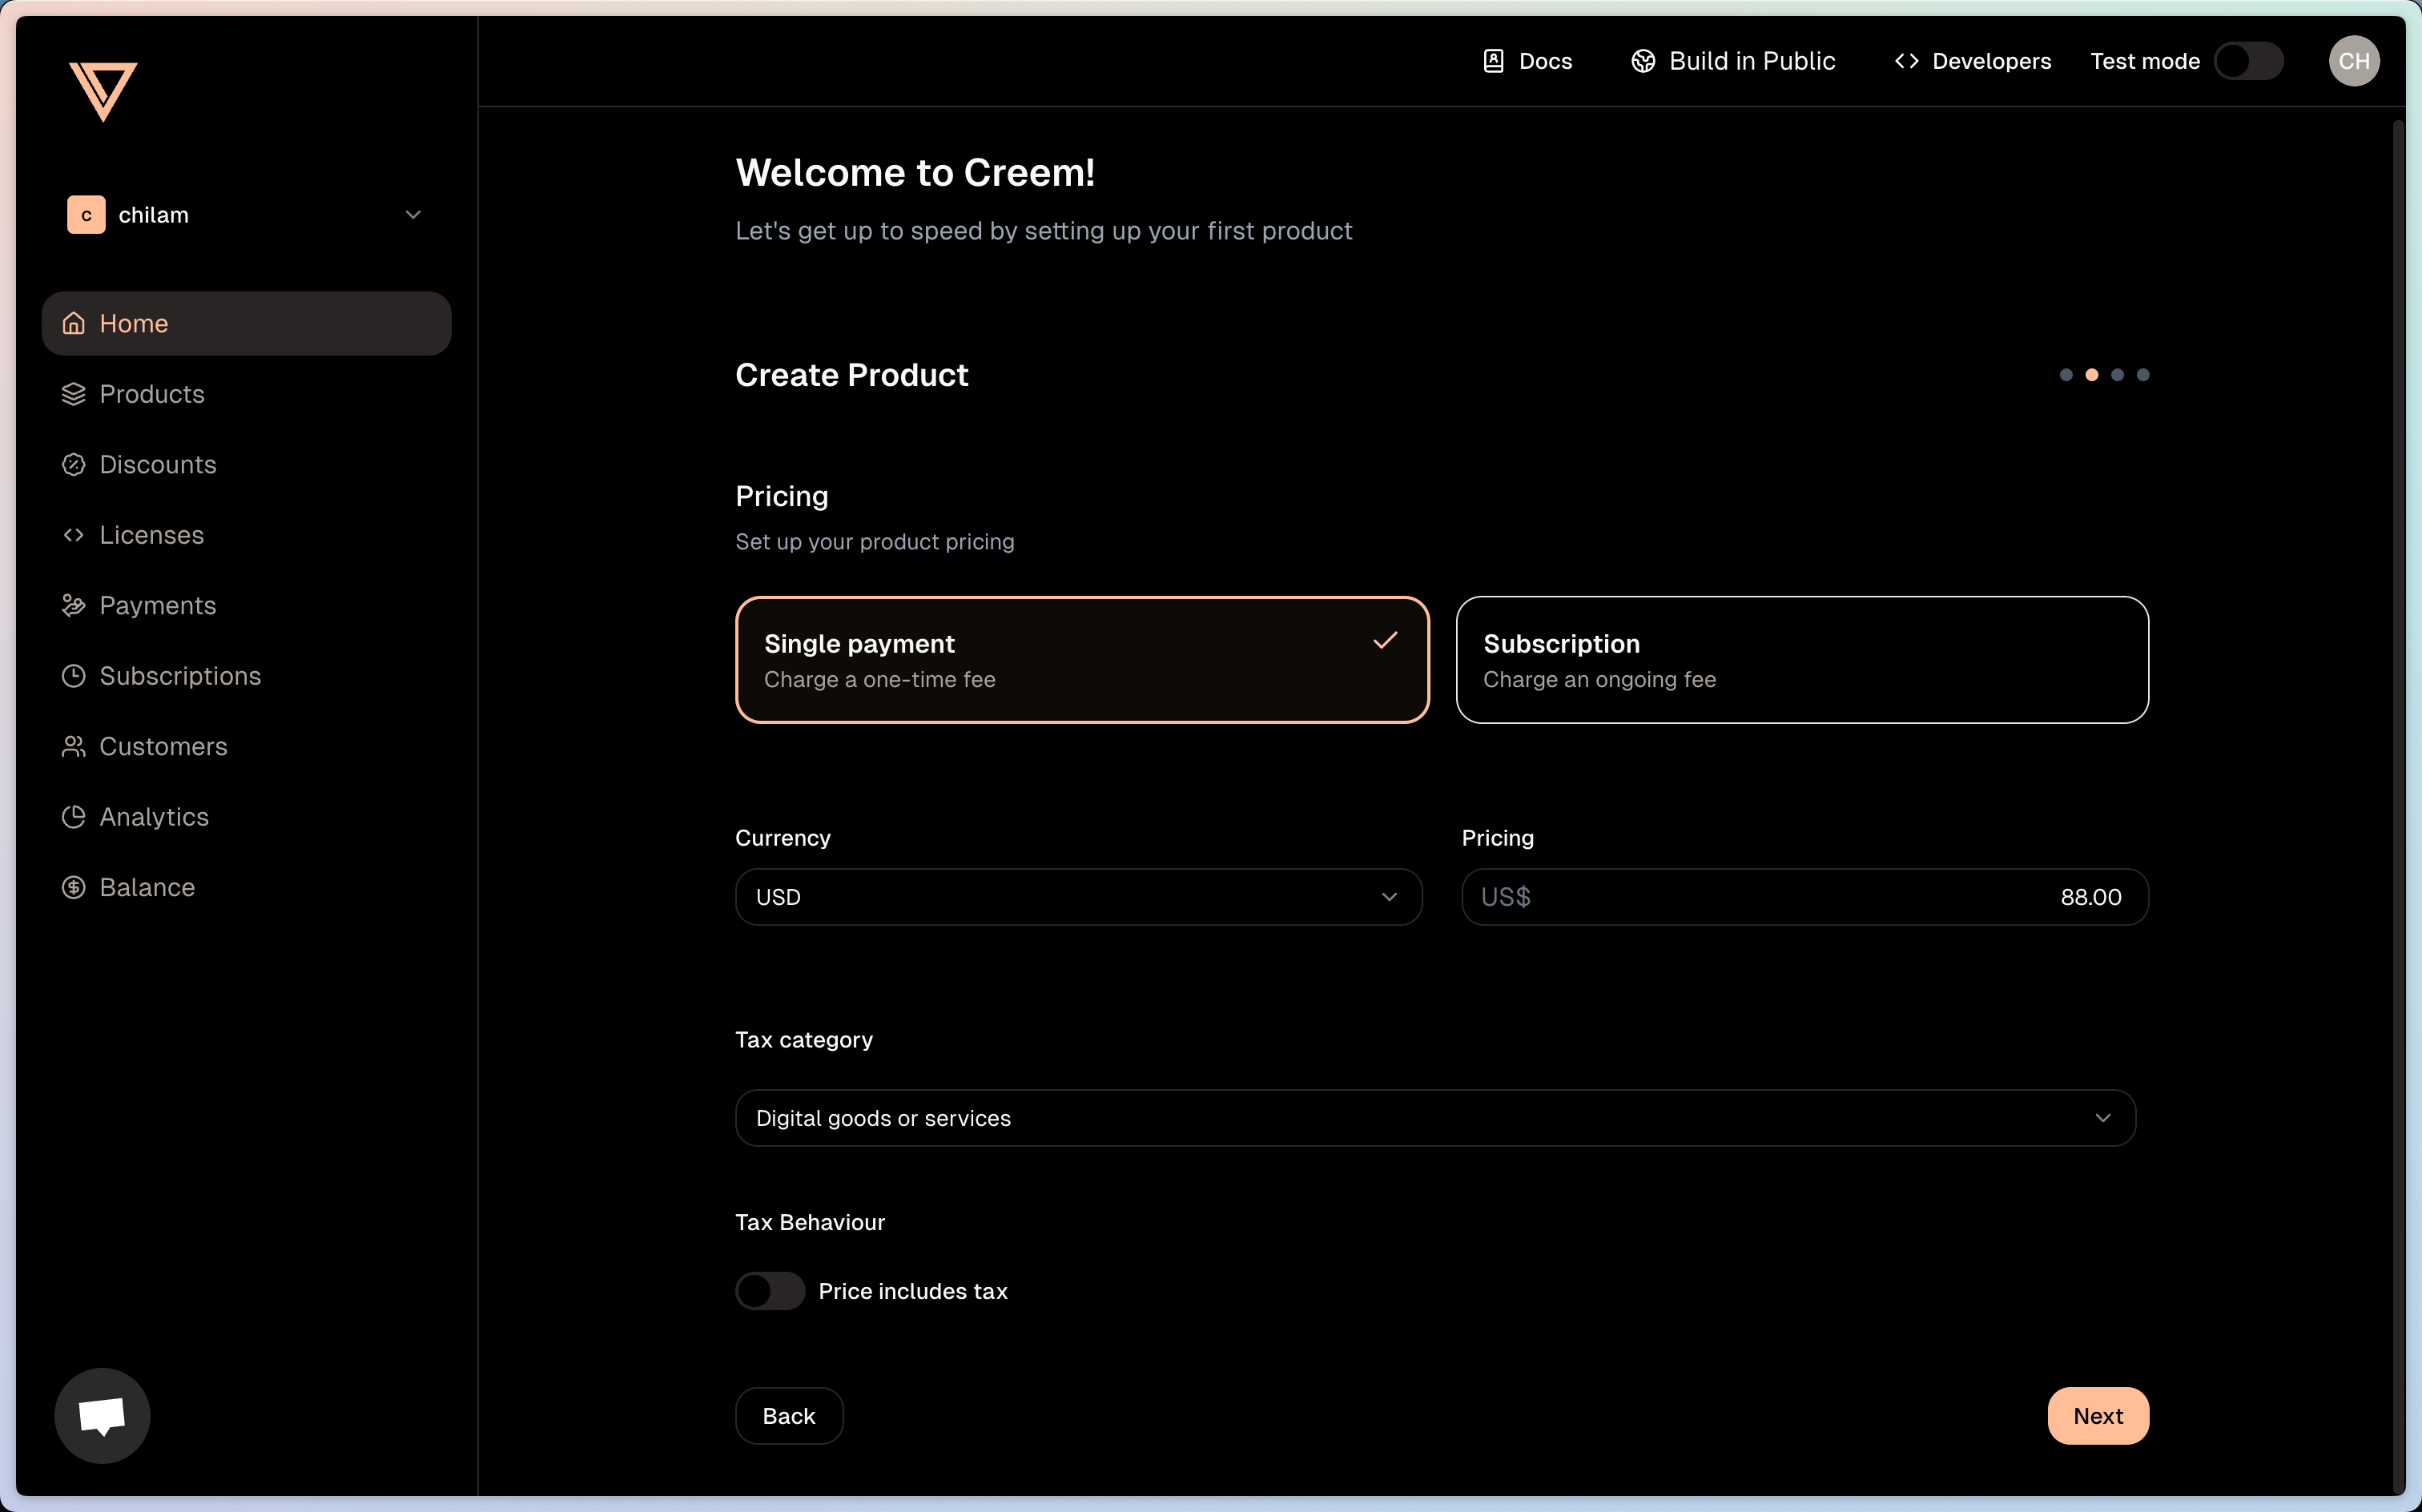 Docs
Build in Public
Developers
Test mode
CH
c
chilam
Home
Products
Discounts
Licenses
Payments
Subscriptions
Customers
Analytics
Balance
Welcome to Creem!
Let's get up to speed by setting up your first product
Create Product
Pricing
Set up your product pricing
Single payment
Charge a one-time fee
Subscription
Charge an ongoing fee
Currency
USD
Pricing
US$ 88.00
Tax category
Digital goods or services
Tax Behaviour
Price includes tax
Back
Next